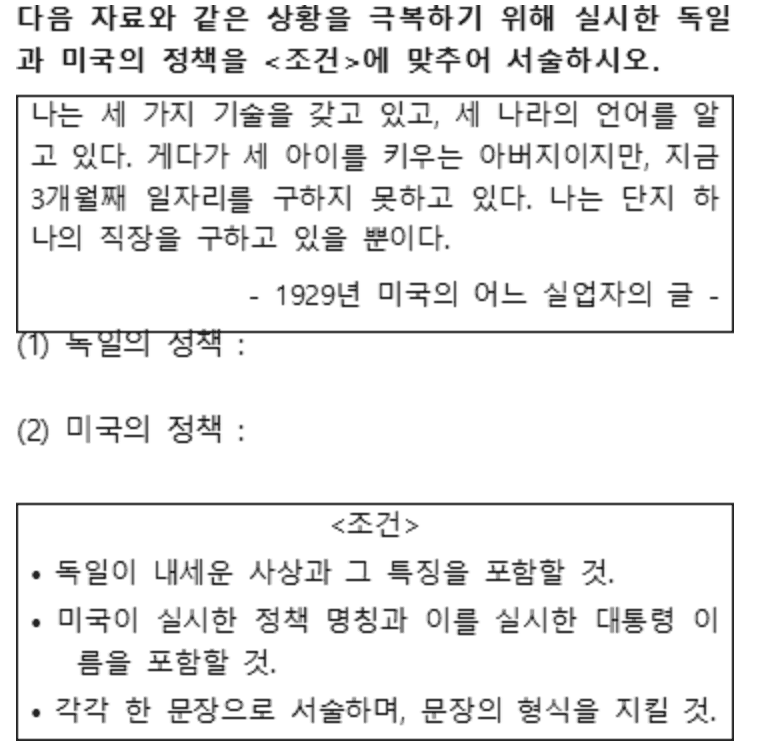 다음 자료와 같은 상황을 극복하기 위해 실시한 독일
과 미국의 정책을 <조건>에 맞추어 서술하시오.
나는 세 가지 기술을 갖고 있고, 세 나라의 언어를 알
고 있다. 게다가 세 아이를 키우는 아버지이지만, 지금
3개월째 일자리를 구하지 못하고 있다. 나는 단지 하
나의 직장을 구하고 있을 뿐이다.
- 1929년 미국의 어느 실업자의 글 -
(1) 독일의 정책 :
(2) 미국의 정책 :
<조건>
• 독일이 내세운 사상과 그 특징을 포함할 것.
• 미국이 실시한 정책 명칭과 이를 실시한 대통령 이
름을 포함할 것.
• 각각 한 문장으로 서술하며, 문장의 형식을 지킬 것.